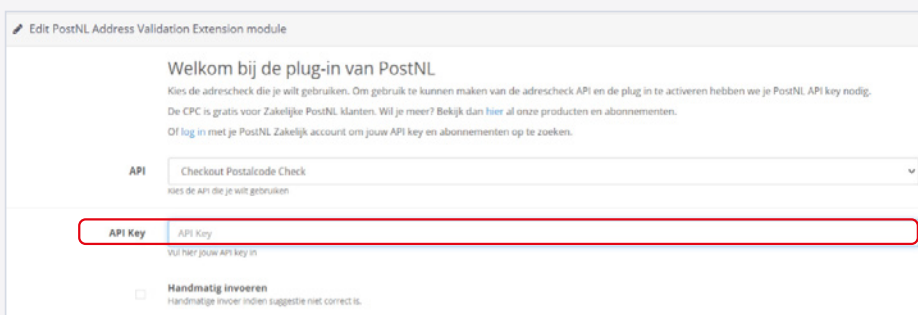 Edit PostNL Address Validation Extension module
Welkom bij de plug-in van PostNL
Kies de adrescheck die je wilt gebruiken. Om gebruik te kunnen maken van de adrescheck API en de plug in te activeren hebben we je PostNL API key nodig.
De CPC is gratis voor Zakelijke PostNL klanten. Wil je meer? Bekijk dan hier al onze producten en abonnementen.
Of log in met je PostNL Zakelijk account om jouw API key en abonnementen op te zoeken.
API Checkout Postalcode Check
Kies de API die je wilt gebruiken
API Key API Key
Vul hier jouw API key in
Handmatig invoeren
Handmatige invoer indien suggestie niet correct is.